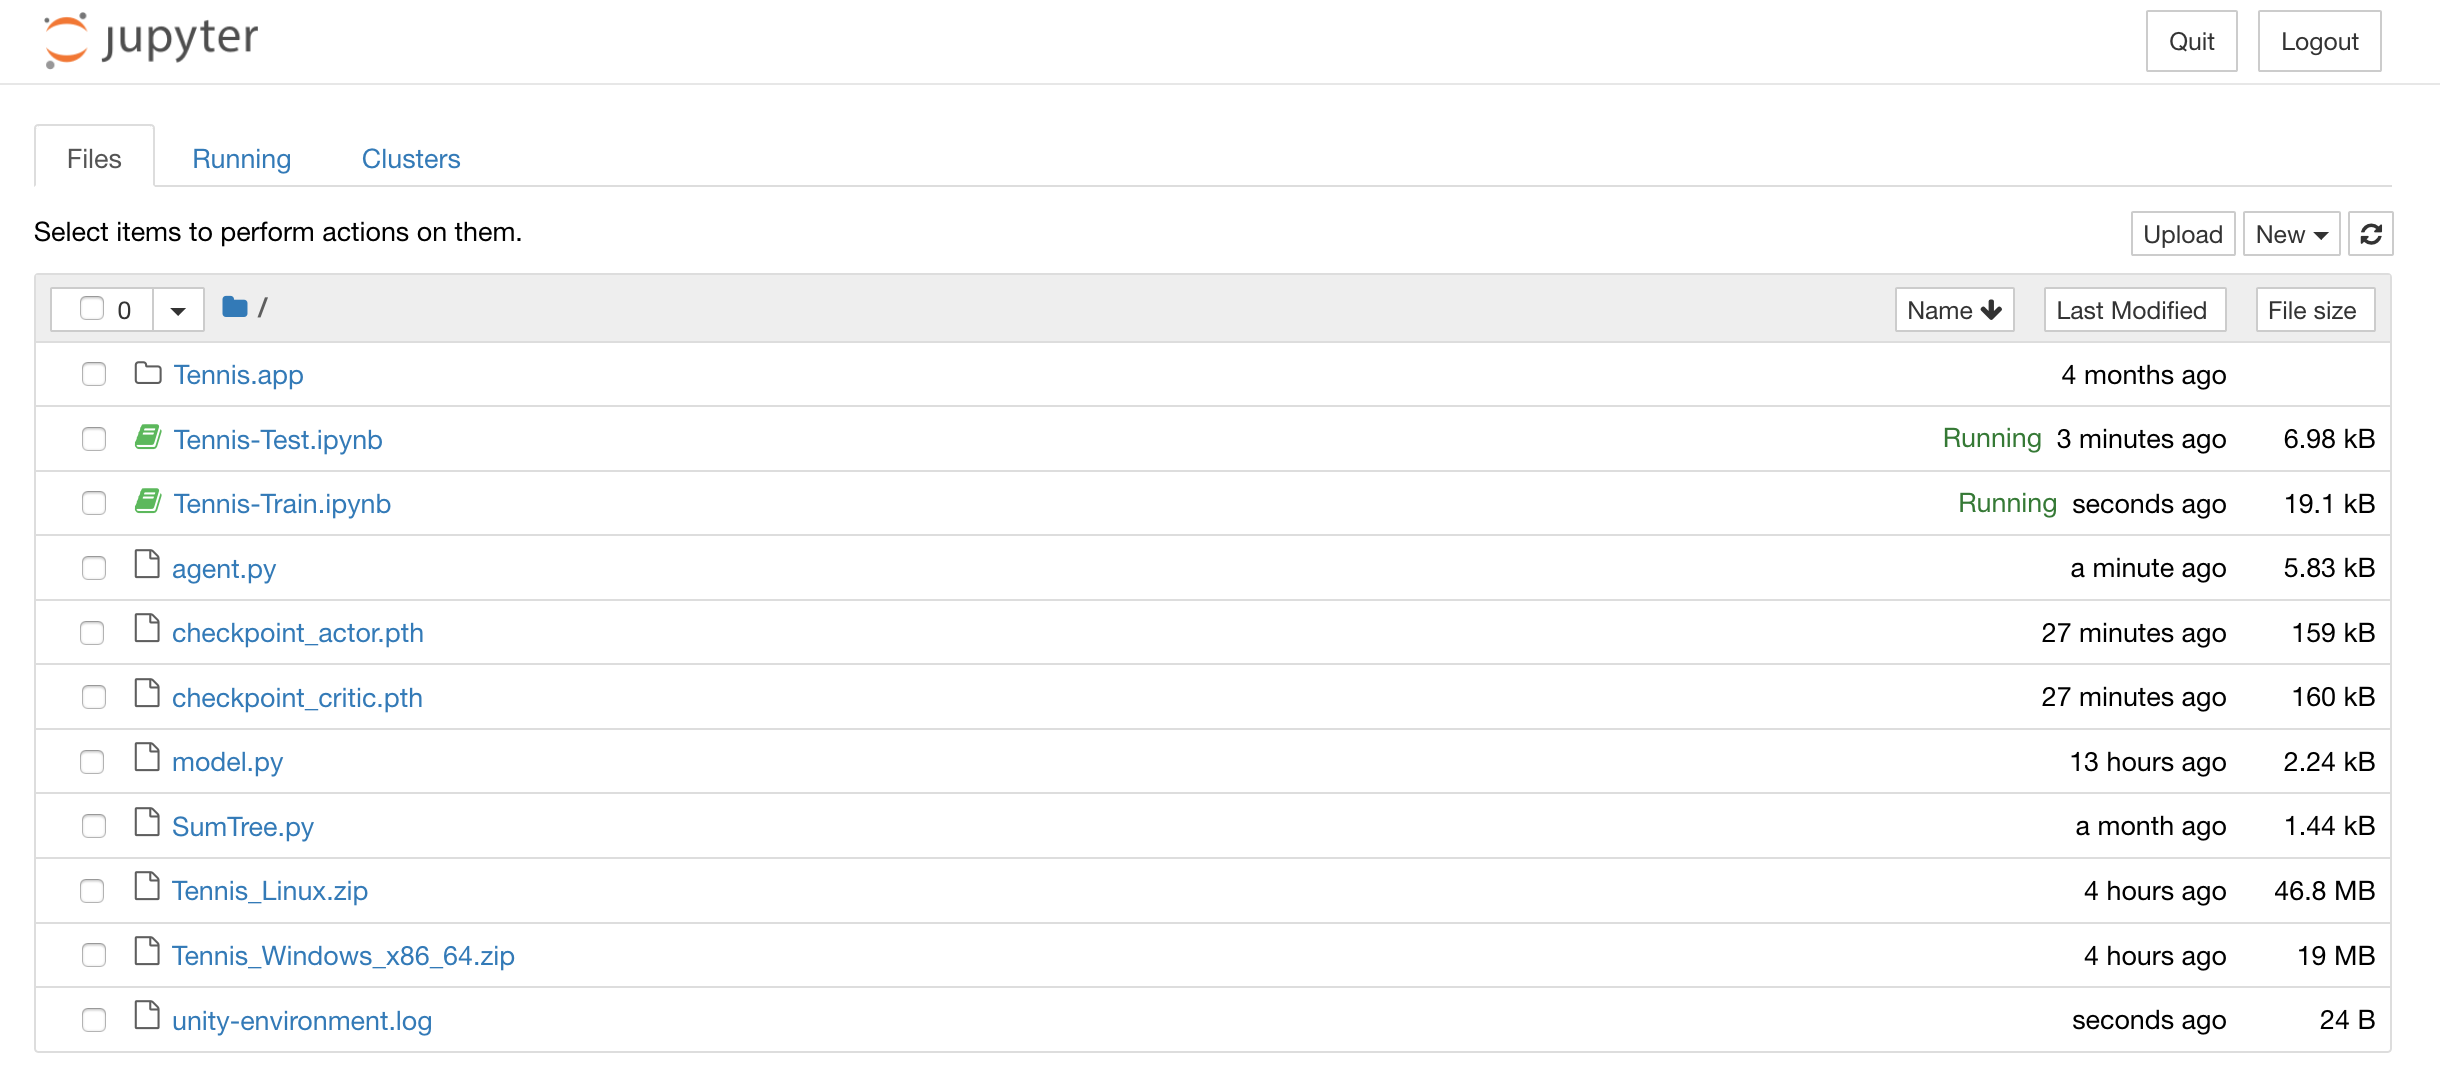 jupyter Quit Logout
Files Running Clusters
Select items to perform actions on them. Upload New
0 / Name Last Modified File size
Tennis.app 4 months ago
Tennis-Test.ipynb Running 3 minutes ago 6.98 kB
Tennis-Train.ipynb Running seconds ago 19.1 kB
agent.py a minute ago 5.83 kB
checkpoint_actor.pth 27 minutes ago 159 kB
checkpoint_critic.pth 27 minutes ago 160 kB
model.py 13 hours ago 2.24 kB
SumTree.py a month ago 1.44 kB
Tennis_Linux.zip 4 hours ago 46.8 MB
Tennis_Windows_x86_64.zip 4 hours ago 19 MB
unity-environment.log seconds ago 24 B